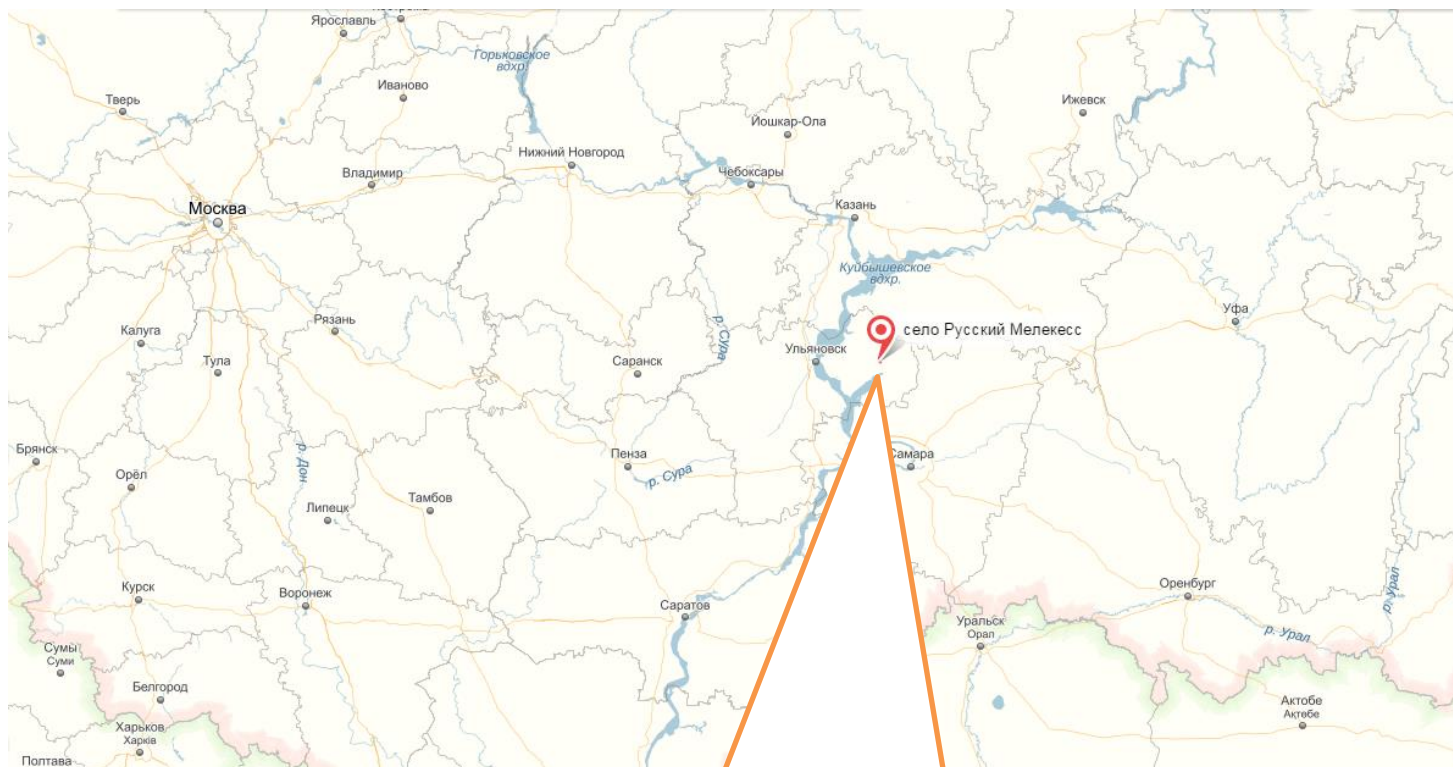 Ярославль
Горьковское
вдхр.
Иваново
Тверь
Ижевск
Йошкар-Ола
Нижний Новгород
Владимир
Чебоксары
Москва
Казань
Куйбышевское
вдхр.
Уфа
Рязань
Калуга
село Русский Мелекесс
р. Сура
Ульяновск
Тула
Саранск
Брянск
Пенза
Самара
р. Сура
Орёл
р. Дон
Тамбов
Липецк
Курск
Воронеж
Саратов
Оренбург
р. Урал
Уральск
Орал
р. Урал
Сумы
Суми
Белгород
Актобе
Ақтөбе
Харьков
Харків
Полтава